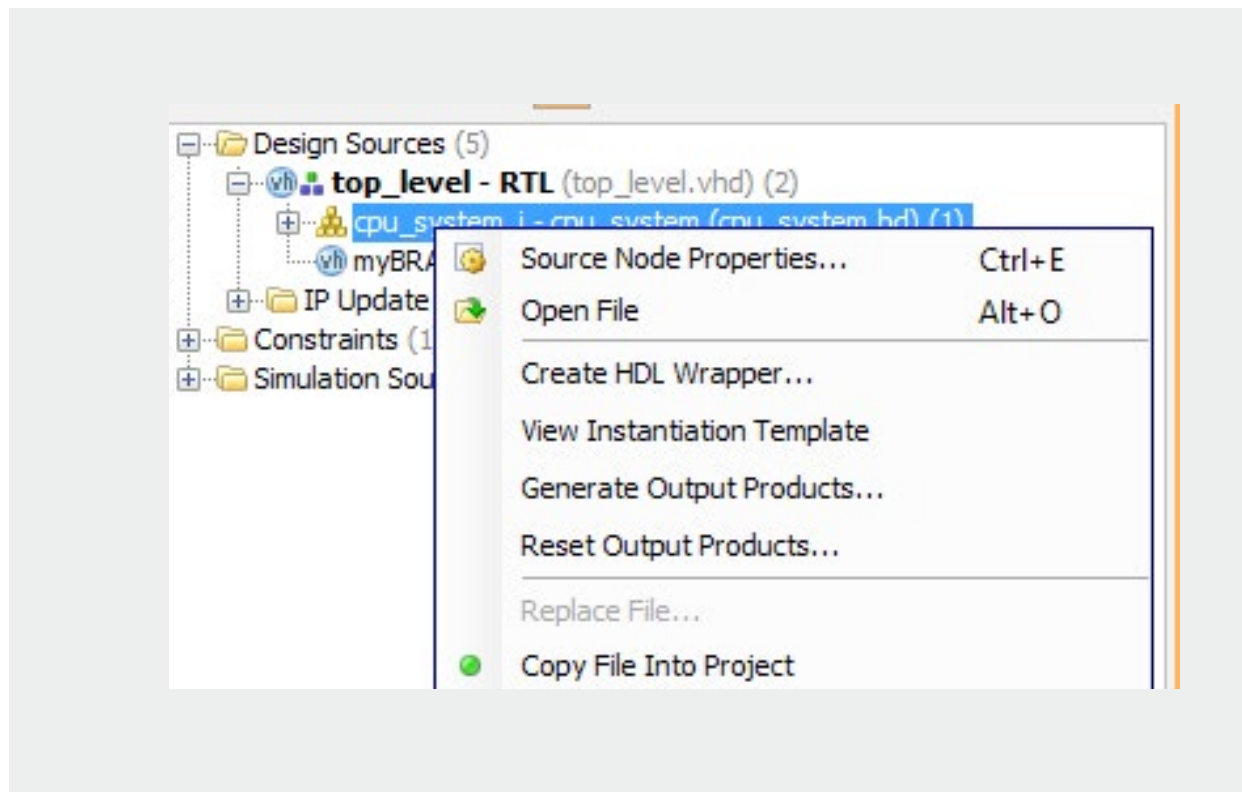 Design Sources (5)
vh top_level - RTL (top_level.vhd) (2)
cpu_system_i - cpu_system (cpu_system.bd) (1)
vh myBRA
IP Update
Constraints (1
Simulation Sou
Source Node Properties... Ctrl+E
Open File Alt+O
Create HDL Wrapper...
View Instantiation Template
Generate Output Products...
Reset Output Products...
Replace File...
Copy File Into Project